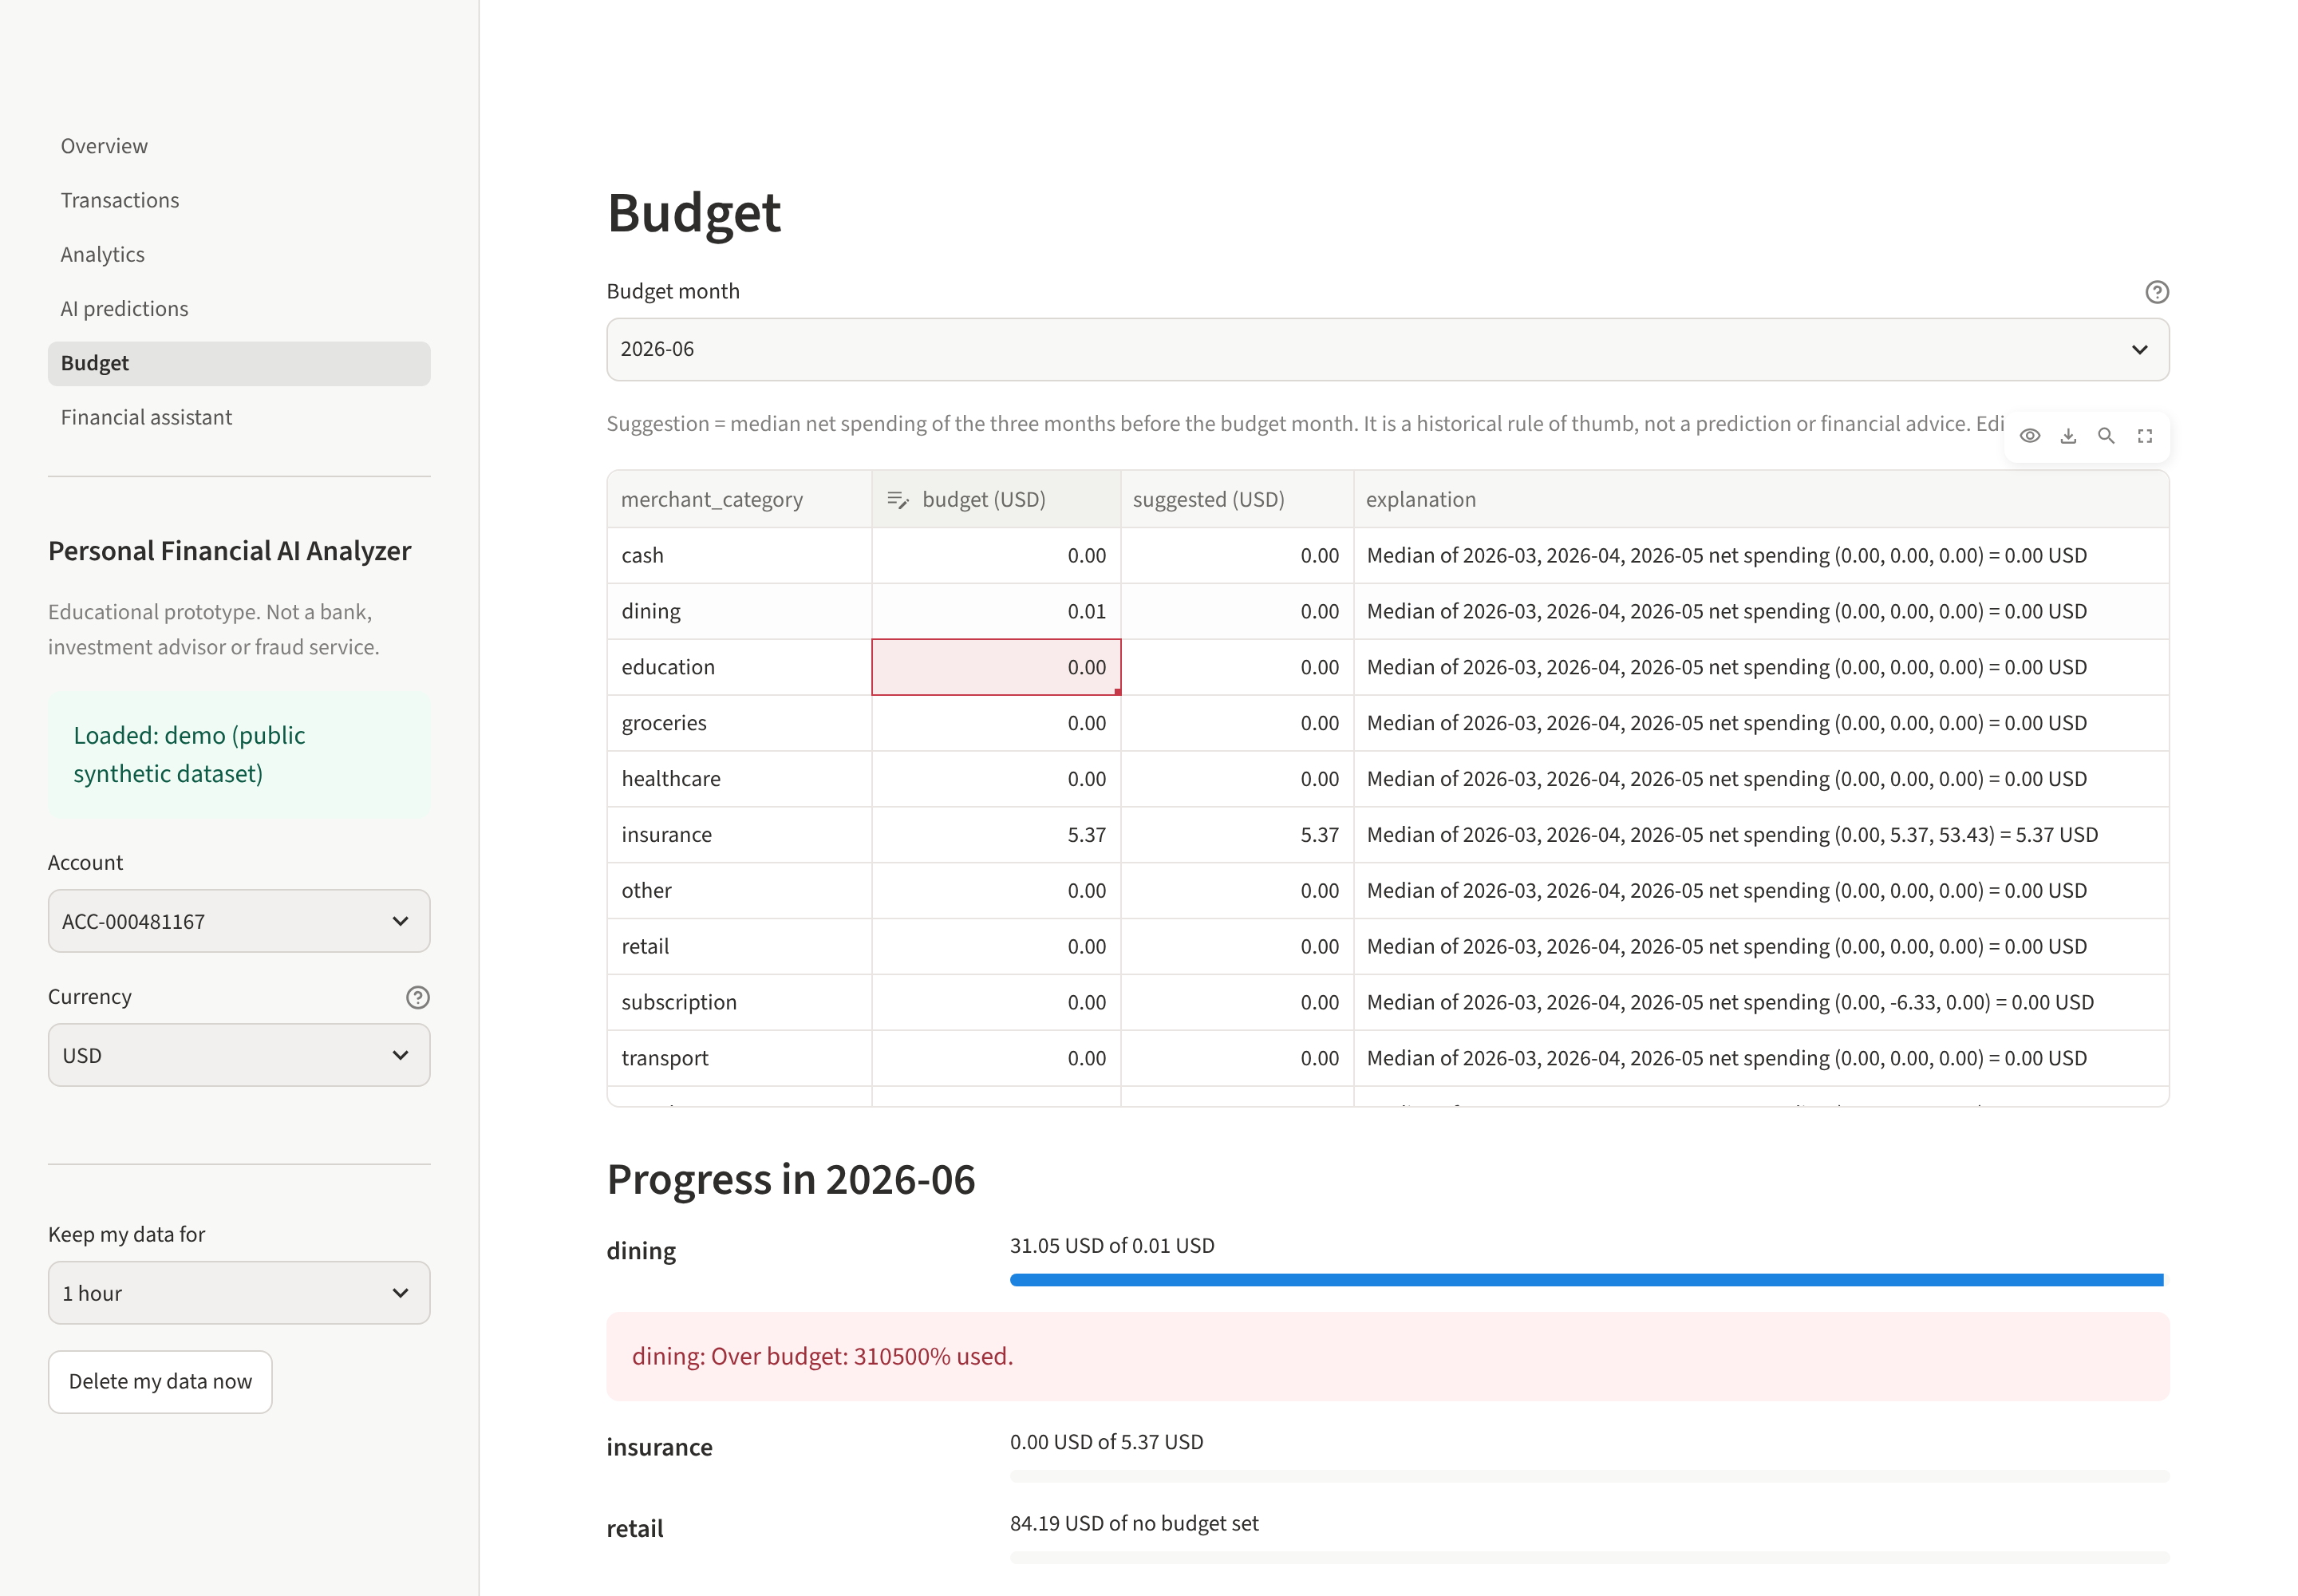 Overview
Transactions
Analytics
AI predictions
Budget
Financial assistant
Personal Financial AI Analyzer
Educational prototype. Not a bank,
investment advisor or fraud service.
Loaded: demo (public
synthetic dataset)
Account
ACC-000481167
Currency
USD
Keep my data for
1 hour
Delete my data now
Budget
Budget month
2026-06
Suggestion = median net spending of the three months before the budget month. It is a historical rule of thumb, not a prediction or financial advice. Edi
merchant_category budget (USD) suggested (USD) explanation
cash 0.00 0.00 Median of 2026-03, 2026-04, 2026-05 net spending (0.00, 0.00, 0.00) = 0.00 USD
dining 0.01 0.00 Median of 2026-03, 2026-04, 2026-05 net spending (0.00, 0.00, 0.00) = 0.00 USD
education 0.00 0.00 Median of 2026-03, 2026-04, 2026-05 net spending (0.00, 0.00, 0.00) = 0.00 USD
groceries 0.00 0.00 Median of 2026-03, 2026-04, 2026-05 net spending (0.00, 0.00, 0.00) = 0.00 USD
healthcare 0.00 0.00 Median of 2026-03, 2026-04, 2026-05 net spending (0.00, 0.00, 0.00) = 0.00 USD
insurance 5.37 5.37 Median of 2026-03, 2026-04, 2026-05 net spending (0.00, 5.37, 53.43) = 5.37 USD
other 0.00 0.00 Median of 2026-03, 2026-04, 2026-05 net spending (0.00, 0.00, 0.00) = 0.00 USD
retail 0.00 0.00 Median of 2026-03, 2026-04, 2026-05 net spending (0.00, 0.00, 0.00) = 0.00 USD
subscription 0.00 0.00 Median of 2026-03, 2026-04, 2026-05 net spending (0.00, -6.33, 0.00) = 0.00 USD
transport 0.00 0.00 Median of 2026-03, 2026-04, 2026-05 net spending (0.00, 0.00, 0.00) = 0.00 USD
Progress in 2026-06
dining
31.05 USD of 0.01 USD
dining: Over budget: 310500% used.
insurance
0.00 USD of 5.37 USD
retail
84.19 USD of no budget set